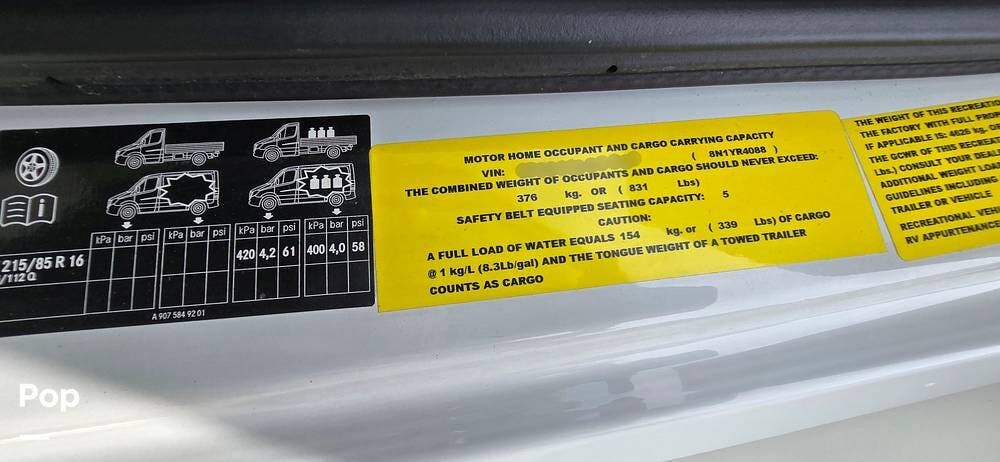 kPa bar psi kPa bar psi kPa bar psi kPa bar psi
215/85 R 16 420 4,2 61 400 4,0 58
/112 Q
A 907 584 92 01
MOTOR HOME OCCUPANT AND CARGO CARRYING CAPACITY
VIN: ( 8N1YR4088 )
THE COMBINED WEIGHT OF OCCUPANTS AND CARGO SHOULD NEVER EXCEED:
376 kg. OR ( 831 Lbs)
SAFETY BELT EQUIPPED SEATING CAPACITY: 5
CAUTION:
A FULL LOAD OF WATER EQUALS 154 kg. or ( 339 Lbs) OF CARGO
@ 1 kg/L (8.3Lb/gal) AND THE TONGUE WEIGHT OF A TOWED TRAILER
COUNTS AS CARGO
THE WEIGHT OF THIS RECREATI
THE FACTORY WITH FULL PROP
IF APPLICABLE IS: 4626 kg. O
THE GCWR OF THIS RECREA
Lbs.) CONSULT YOUR DEAL
ADDITIONAL WEIGHT LOA
GUIDELINES INCLUDING
TRAILER OR VEHICLE
RECREATIONAL VEHIC
RV APPURTENANC
Pop